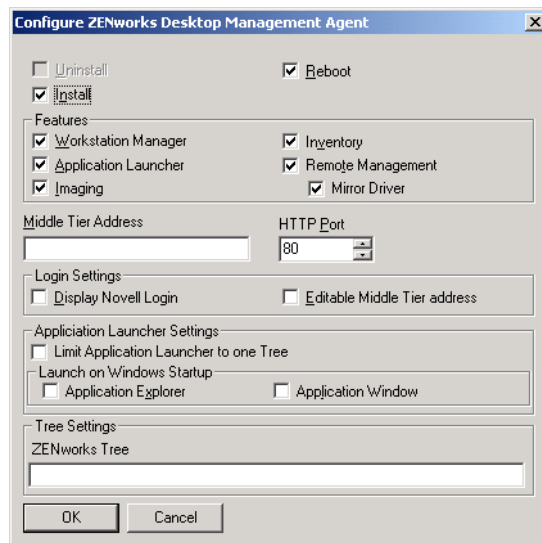 Configure ZENworks Desktop Management Agent
Uninstall
Reboot
Install
Features
Workstation Manager
Inventory
Application Launcher
Remote Management
Imaging
Mirror Driver
Middle Tier Address
HTTP Port
80
Login Settings
Display Novell Login
Editable Middle Tier address
Appliciation Launcher Settings
Limit Application Launcher to one Tree
Launch on Windows Startup
Application Explorer
Application Window
Tree Settings
ZENworks Tree
OK
Cancel